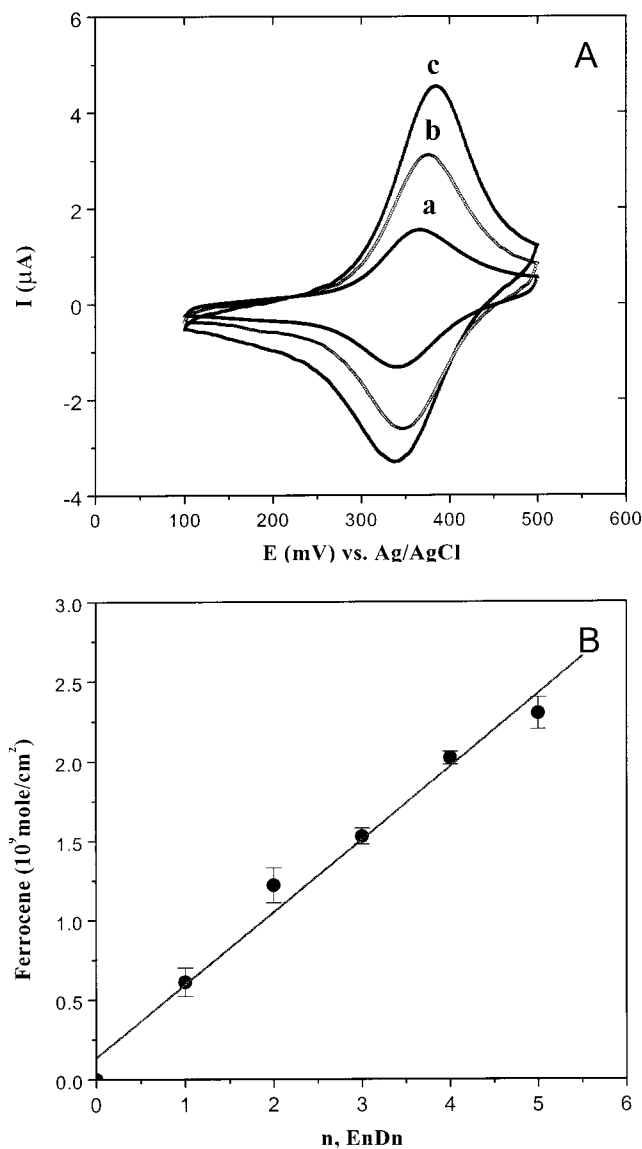 A
6
4
2
0
-2
-4
I (µA)
c
b
a
0 100 200 300 400 500 600
E (mV) vs. Ag/AgCl
B
3.0
2.5
2.0
1.5
1.0
0.5
0.0
Ferrocene (10⁹mole/cm²)
0 1 2 3 4 5 6
n, EnDn